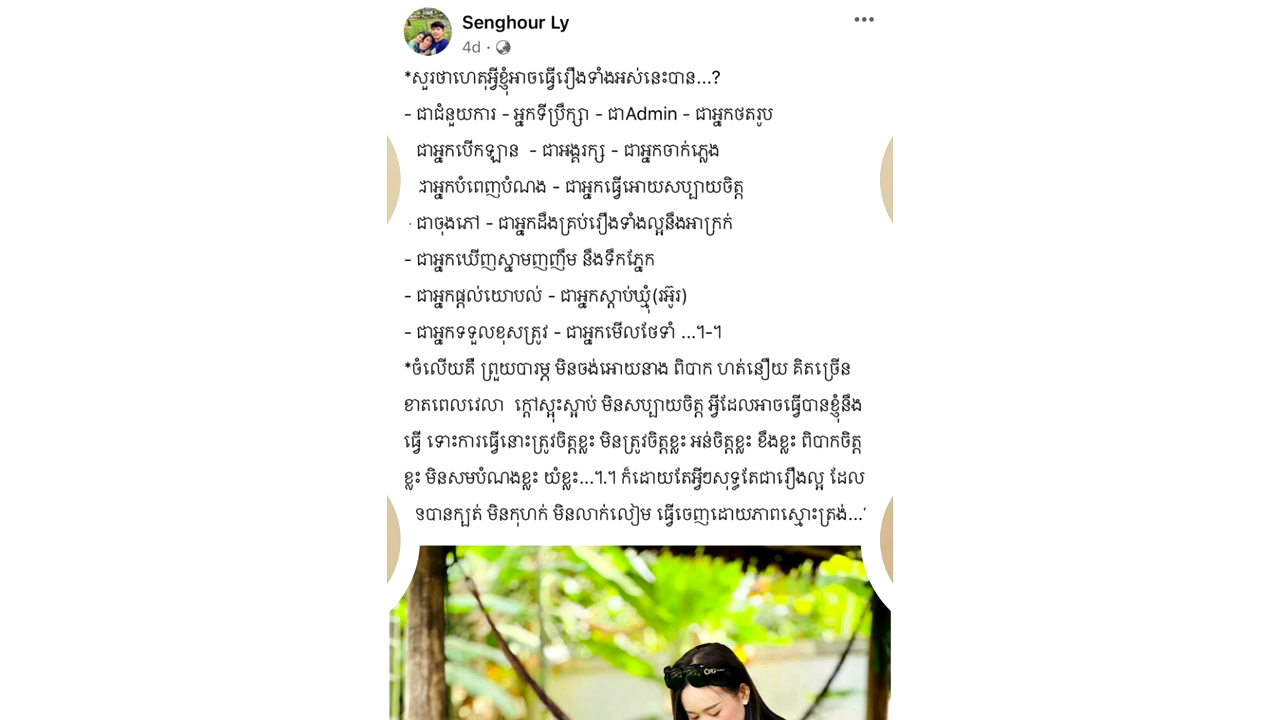 Senghour Ly
4d ·
*សួរថាហេតុអ្វីខ្ញុំអាចធ្វើរឿងទាំងអស់នេះបាន...?
- ជាជំនួយការ - អ្នកទីប្រឹក្សា - ជាAdmin - ជាអ្នកថតរូប
ជាអ្នកបើកឡាន - ជាអង្គរក្ស - ជាអ្នកចាក់ភ្លេង
ជាអ្នកបំពេញបំណង - ជាអ្នកធ្វើអោយសប្បាយចិត្ត
- ជាចុងភៅ - ជាអ្នកដឹងគ្រប់រឿងទាំងល្អនឹងអាក្រក់
- ជាអ្នកឃើញស្នាមញញឹម នឹងទឹកភ្នែក
- ជាអ្នកផ្តល់យោបល់ - ជាអ្នកស្តាប់ឃ្មុំ(រអ៊ូរ)
- ជាអ្នកទទួលខុសត្រូវ - ជាអ្នកមើលថែទាំ ...។-។
*ចំលើយគឺ ព្រួយបារម្ភ មិនចង់អោយនាង ពិបាក ហត់នឿយ គិតច្រើន
ខាតពេលវេលា ក្តៅស្អុះស្អាប់ មិនសប្បាយចិត្ត អ្វីដែលអាចធ្វើបានខ្ញុំនឹង
ធ្វើ ទោះការធ្វើនោះត្រូវចិត្តខ្លះ មិនត្រូវចិត្តខ្លះ អន់ចិត្តខ្លះ ខឹងខ្លះ ពិបាកចិត្ត
ខ្លះ មិនសមបំណងខ្លះ យំខ្លះ...។.។ ក៏ដោយតែអ្វីៗសុទ្ធតែជារឿងល្អ ដែល
បានក្បត់ មិនកុហក់ មិនលាក់លៀម ធ្វើចេញដោយភាពស្មោះត្រង់...